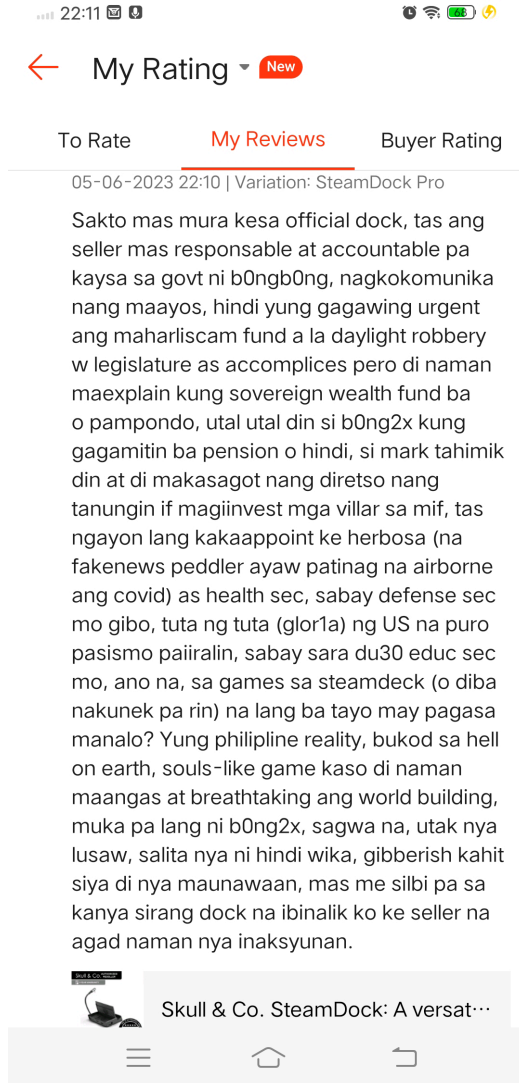 22:11
68
My Rating
New
To Rate
My Reviews
Buyer Rating
05-06-2023 22:10 | Variation: SteamDock Pro
Sakto mas mura kesa official dock, tas ang
seller mas responsable at accountable pa
kaysa sa govt ni b0ngb0ng, nagkokomunika
nang maayos, hindi yung gagawing urgent
ang maharliscam fund a la daylight robbery
w legislature as accomplices pero di naman
maexplain kung sovereign wealth fund ba
o pampondo, utal utal din si b0ng2x kung
gagamitin ba pension o hindi, si mark tahimik
din at di makasagot nang diretso nang
tanungin if magiinvest mga villar sa mif, tas
ngayon lang kakaappoint ke herbosa (na
fakenews peddler ayaw patinag na airborne
ang covid) as health sec, sabay defense sec
mo gibo, tuta ng tuta (glor1a) ng US na puro
pasismo paiiralin, sabay sara du30 educ sec
mo, ano na, sa games sa steamdeck (o diba
nakunek pa rin) na lang ba tayo may pagasa
manalo? Yung philipline reality, bukod sa hell
on earth, souls-like game kaso di naman
maangas at breathtaking ang world building,
muka pa lang ni b0ng2x, sagwa na, utak nya
lusaw, salita nya ni hindi wika, gibberish kahit
siya di nya maunawaan, mas me silbi pa sa
kanya sirang dock na ibinalik ko ke seller na
agad naman nya inaksyunan.
Skull & Co.
Skull & Co. SteamDock: A versat···